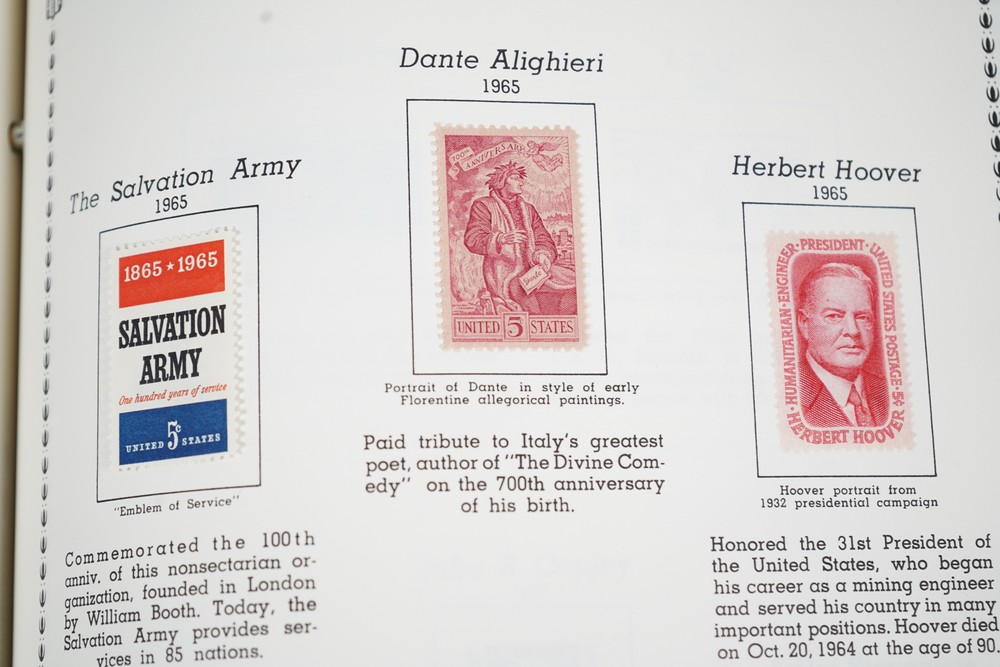 Dante Alighieri
1965
700TH
ANNIVERSARY
Dante
UNITED 5 STATES
Portrait of Dante in style of early
Florentine allegorical paintings.
Paid tribute to Italy's greatest
poet, author of "The Divine Com-
edy" on the 700th anniversary
of his birth.
The Salvation Army
1965
1865 ★ 1965
SALVATION
ARMY
One hundred years of service
UNITED 5¢ STATES
"Emblem of Service"
Commemorated the 100th
anniv. of this nonsectarian or-
ganization, founded in London
by William Booth. Today, the
Salvation Army provides ser-
vices in 85 nations.
Herbert Hoover
1965
·HUMANITARIAN·ENGINEER·PRESIDENT·UNITED STATES POSTAGE·5¢
HERBERT HOOVER
Hoover portrait from
1932 presidential campaign
Honored the 31st President of
the United States, who began
his career as a mining engineer
and served his country in many
important positions. Hoover died
on Oct. 20, 1964 at the age of 90.